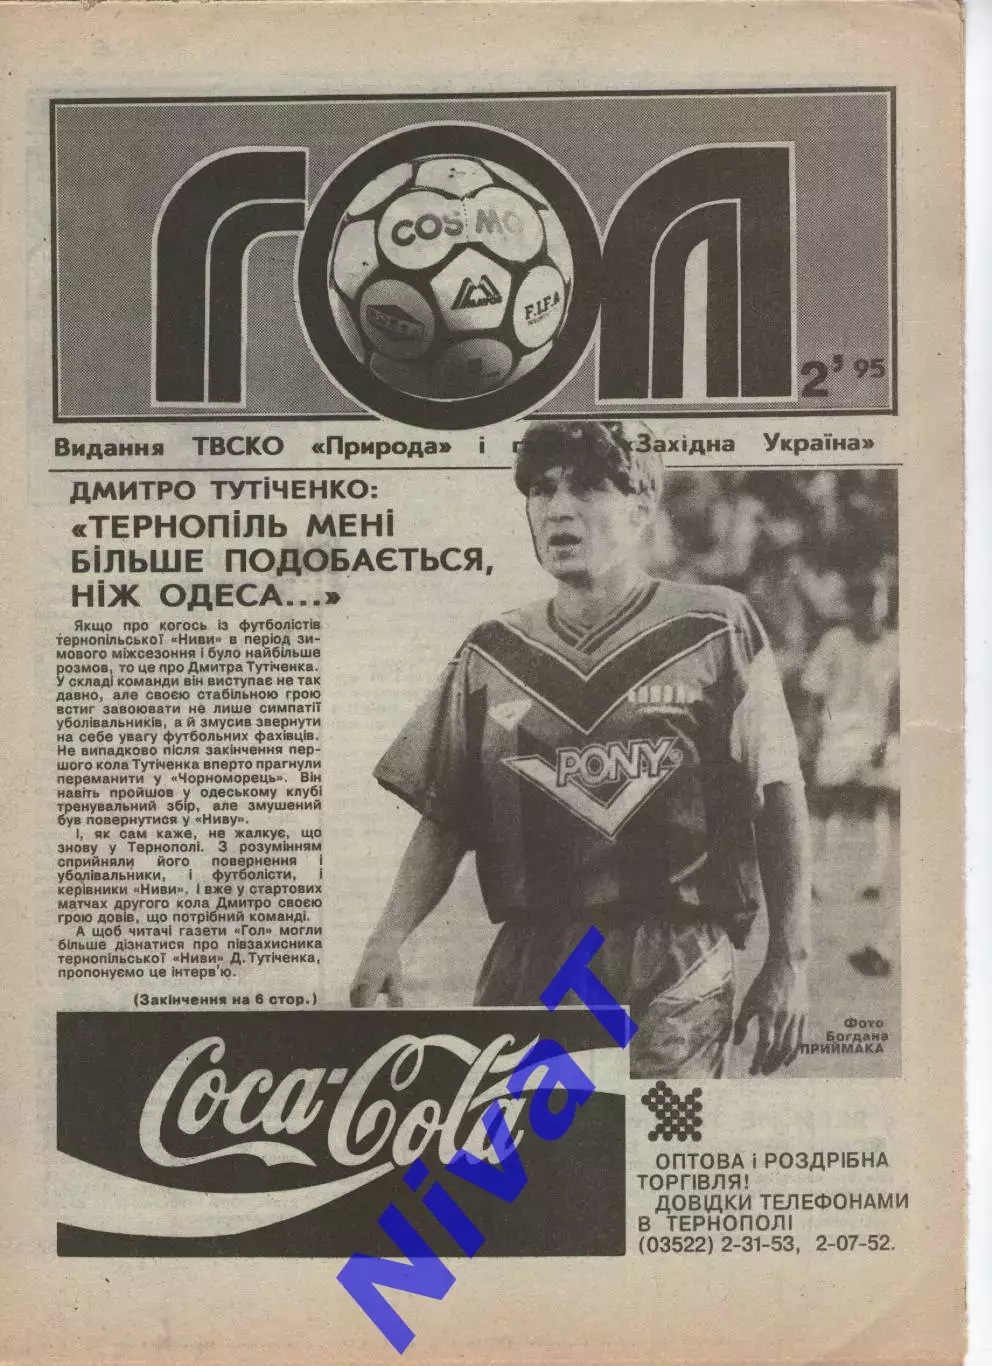 ГОЛ
COSMO
MAYOR
F.I.F.A
2'95
Видання ТВСКО «Природа» і «Західна Україна»
ДМИТРО ТУТІЧЕНКО:
«ТЕРНОПІЛЬ МЕНІ
БІЛЬШЕ ПОДОБАЄТЬСЯ,
НІЖ ОДЕСА...»
Якщо про когось із футболістів
тернопільської «Ниви» в період зи-
мового міжсезоння і було найбільше
розмов, то це про Дмитра Тутіченка.
У складі команди він виступає не так
давно, але своєю стабільною грою
встиг завоювати не лише симпатії
уболівальників, а й змусив звернути
на себе увагу футбольних фахівців.
Не випадково після закінчення пер-
шого кола Тутіченка вперто прагнули
переманити у «Чорноморець». Він
навіть пройшов у одеському клубі
тренувальний збір, але змушений
був повернутися у «Ниву».
І, як сам каже, не жалкує, що
знову у Тернополі. З розумінням
сприйняли його повернення і
уболівальники, і футболісти, і
керівники «Ниви». І вже у стартових
матчах другого кола Дмитро своєю
грою довів, що потрібний команді.
А щоб читачі газети «Гол» могли
більше дізнатися про півзахисника
тернопільської «Ниви» Д. Тутіченка,
пропонуємо це інтерв'ю.
(Закінчення на 6 стор.)
PONY
Фото
Богдана
ПРИЙМАКА
Coca-Cola
ОПТОВА і РОЗДРІБНА
ТОРГІВЛЯ!
ДОВІДКИ ТЕЛЕФОНАМИ
В ТЕРНОПОЛІ
(03522) 2-31-53, 2-07-52.
NivaT